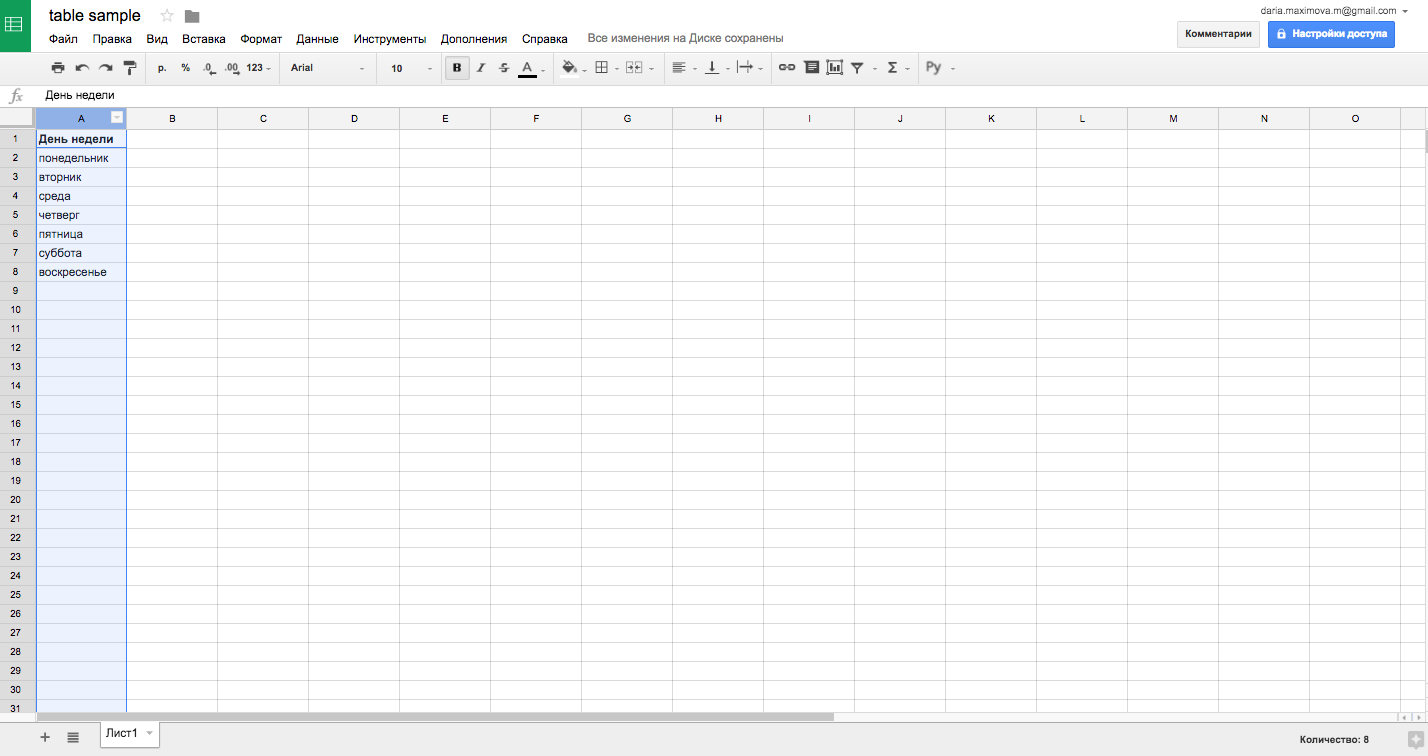 table sample
daria.maximova.m@gmail.com
Файл Правка Вид Вставка Формат Данные Инструменты Дополнения Справка Все изменения на Диске сохранены
Комментарии Настройки доступа
р. % .0 .00 123 Arial 10 B I S A Σ Ру
fx День недели
A B C D E F G H I J K L M N O
1 День недели
2 понедельник
3 вторник
4 среда
5 четверг
6 пятница
7 суббота
8 воскресенье
9
10
11
12
13
14
15
16
17
18
19
20
21
22
23
24
25
26
27
28
29
30
31
+ Лист1 Количество: 8